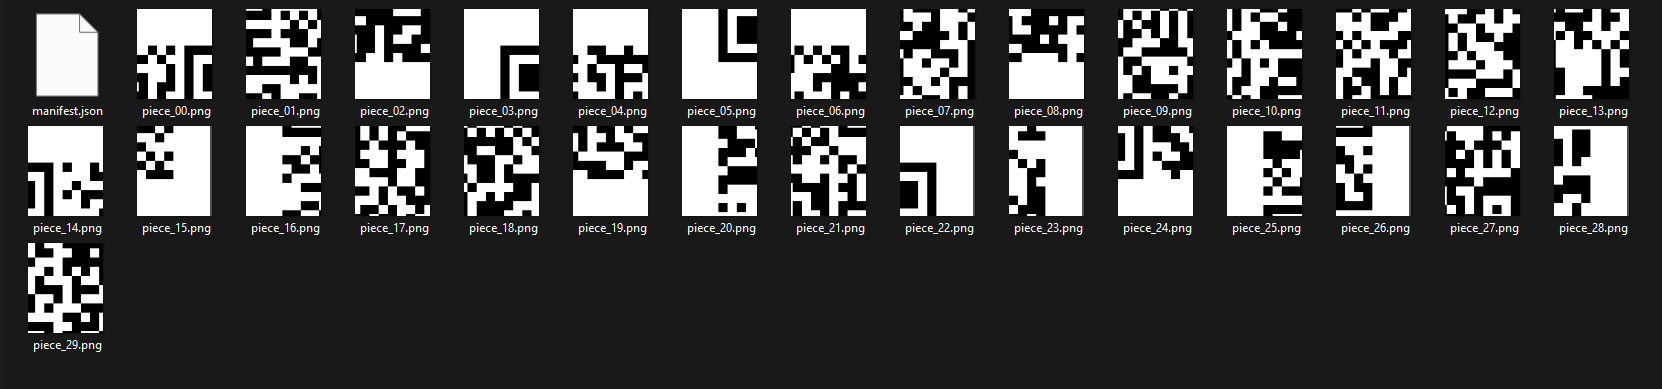 manifest.json piece_00.png piece_01.png piece_02.png piece_03.png piece_04.png piece_05.png piece_06.png piece_07.png piece_08.png piece_09.png piece_10.png piece_11.png piece_12.png piece_13.png
piece_14.png piece_15.png piece_16.png piece_17.png piece_18.png piece_19.png piece_20.png piece_21.png piece_22.png piece_23.png piece_24.png piece_25.png piece_26.png piece_27.png piece_28.png
piece_29.png